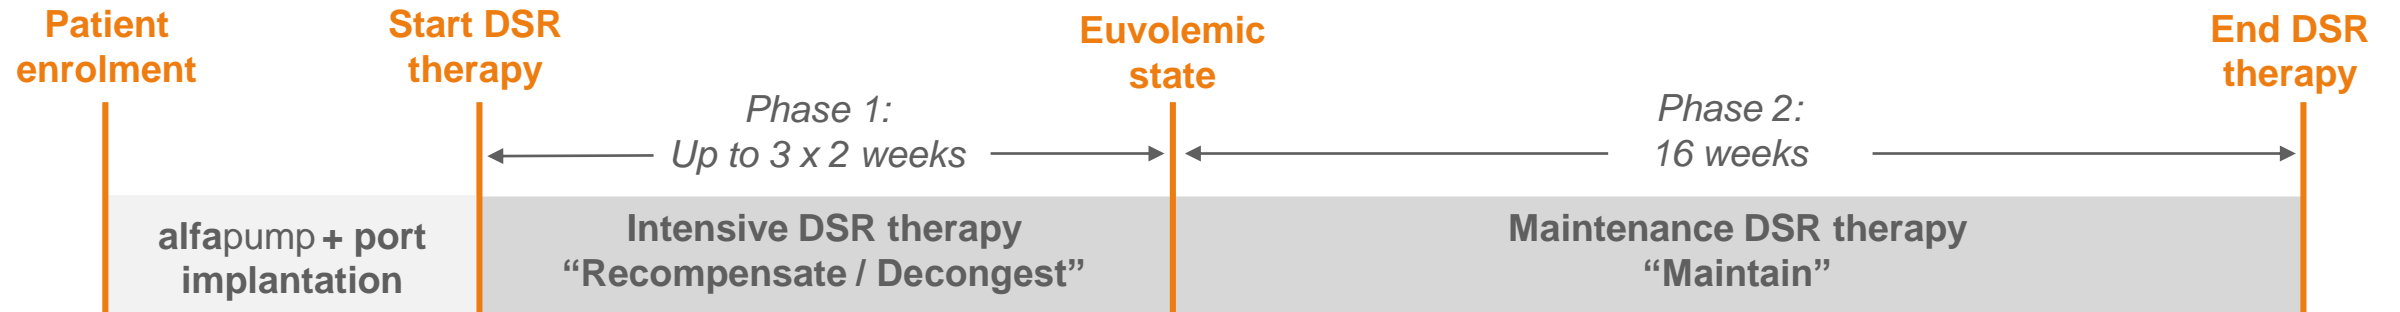 Patient
enrolment
Start DSR
therapy
Euvolemic
state
End DSR
therapy
Phase 1:
Up to 3 x 2 weeks
Phase 2:
16 weeks
alfapump + port
implantation
Intensive DSR therapy
“Recompensate / Decongest”
Maintenance DSR therapy
“Maintain”